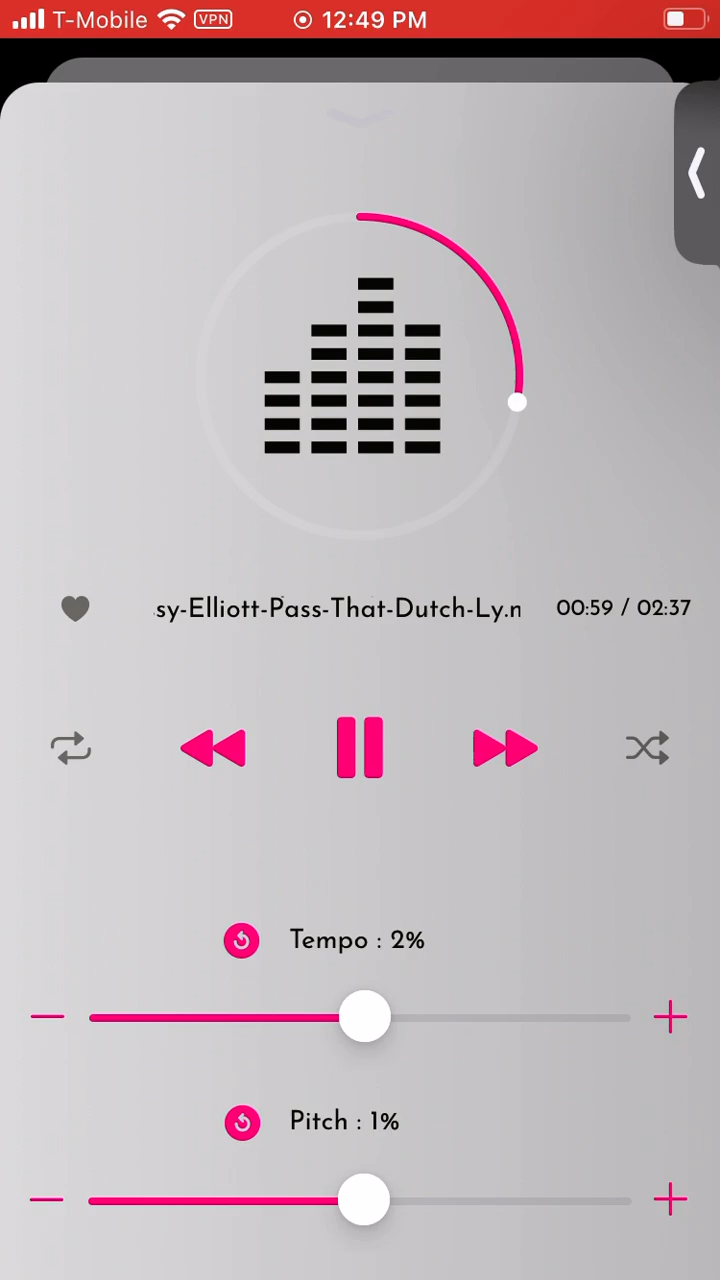 T-Mobile VPN 12:49 PM
sy-Elliott-Pass-That-Dutch-Ly.n 00:59 / 02:37
Tempo : 2%
Pitch : 1%